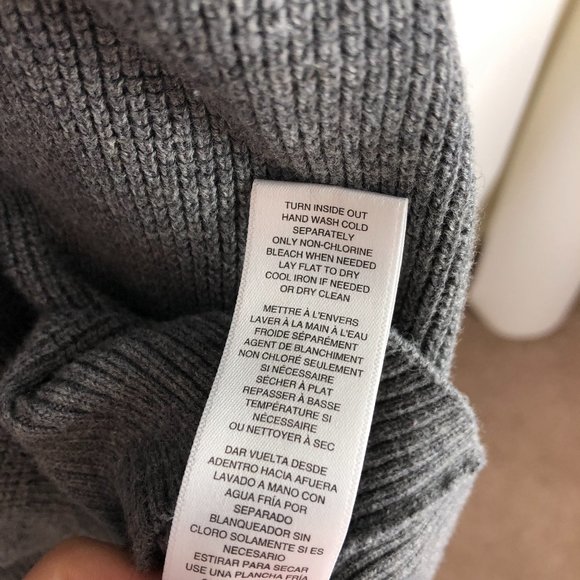 TURN INSIDE OUT
HAND WASH COLD
SEPARATELY
ONLY NON-CHLORINE
BLEACH WHEN NEEDED
LAY FLAT TO DRY
COOL IRON IF NEEDED
OR DRY CLEAN
METTRE À L'ENVERS
LAVER À LA MAIN À L'EAU
FROIDE SÉPARÉMENT
AGENT DE BLANCHIMENT
NON CHLORÉ SEULEMENT
SI NÉCESSAIRE
SÉCHER À PLAT
REPASSER À BASSE
TEMPÉRATURE SI
NÉCESSAIRE
OU NETTOYER À SEC
DAR VUELTA DESDE
ADENTRO HACIA AFUERA
LAVADO A MANO CON
AGUA FRÍA POR
SEPARADO
BLANQUEADOR SIN
CLORO SOLAMENTE SI ES
NECESARIO
ESTIRAR PARA SECAR
USE UNA PLANCHA FRÍA